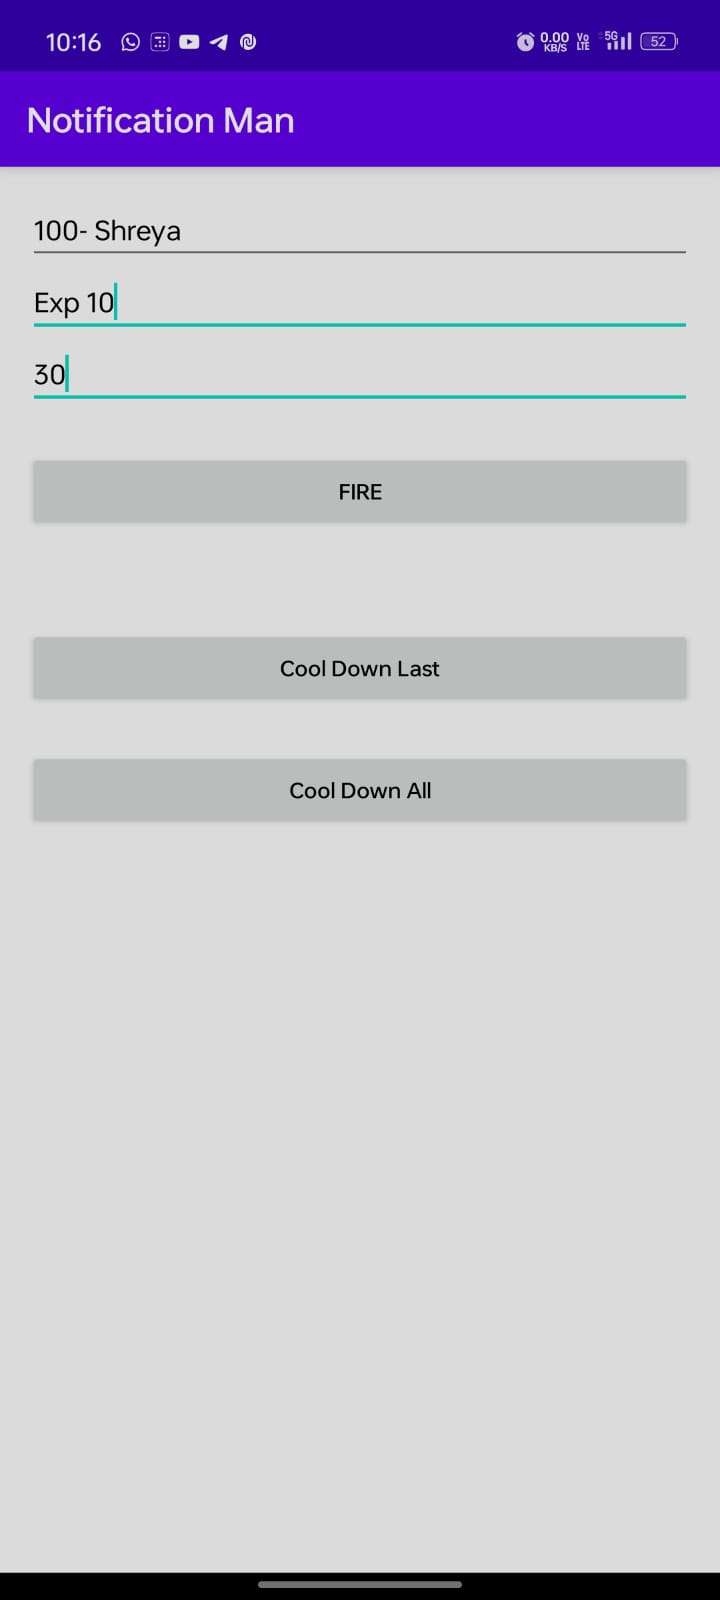 10:16 0.00 KB/S Vo LTE 5G 52
Notification Man
100- Shreya
Exp 10
30
FIRE
Cool Down Last
Cool Down All